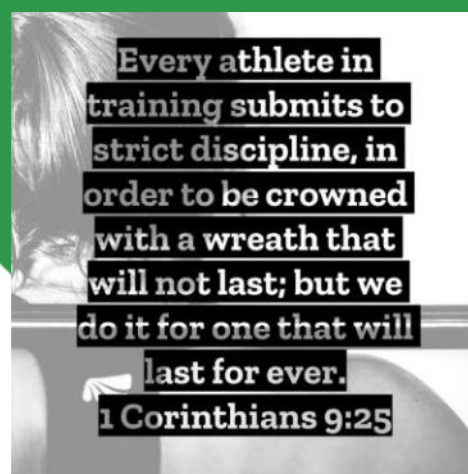 Every athlete in
training submits to
strict discipline, in
order to be crowned
with a wreath that
will not last; but we
do it for one that will
last for ever.
1 Corinthians 9:25